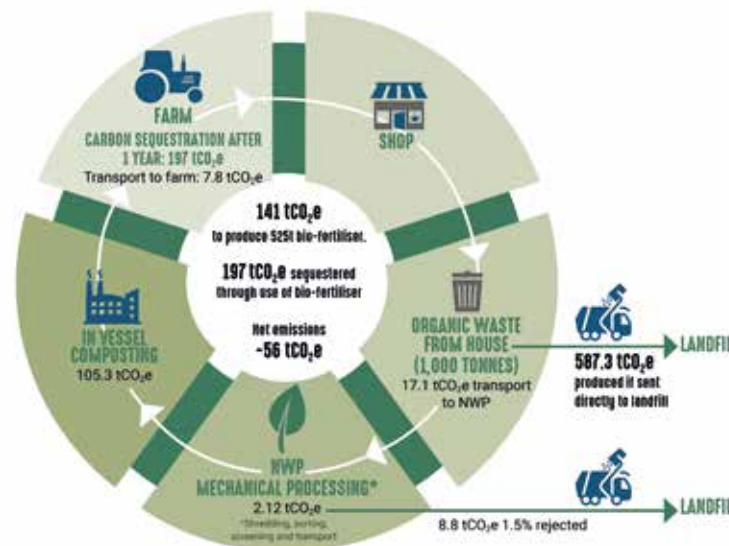 FARM
CARBON SEQUESTRATION AFTER
1 YEAR: 197 tCO₂e
Transport to farm: 7.8 tCO₂e
SHOP
141 tCO₂e
to produce 525t bio-fertiliser.
197 tCO₂e sequestered
through use of bio-fertiliser
Net emissions
-56 tCO₂e
ORGANIC WASTE
FROM HOUSE
(1,000 TONNES)
17.1 tCO₂e transport
to NWP
LANDFILL
587.3 tCO₂e
produced if sent
directly to landfill
IN VESSEL
COMPOSTING
105.3 tCO₂e
NWP
MECHANICAL PROCESSING*
2.12 tCO₂e
*Shredding, sorting,
screening and transport
8.8 tCO₂e 1.5% rejected
LANDFILL